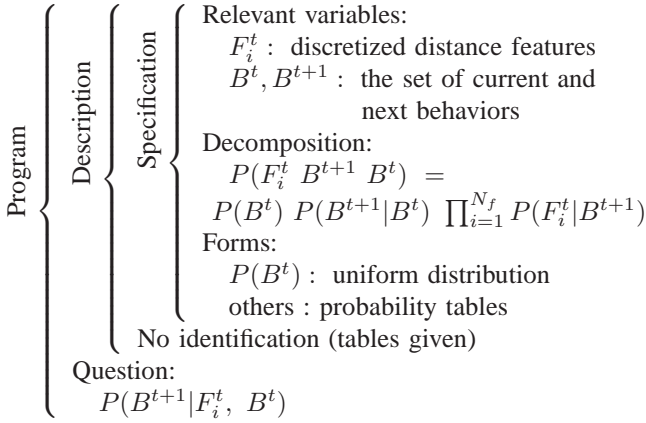 Program
Description
Specification
Relevant variables:
F_i^t : discretized distance features
B^t, B^{t+1} : the set of current and
next behaviors
Decomposition:
P(F_i^t B^{t+1} B^t) =
P(B^t) P(B^{t+1}|B^t) ∏_{i=1}^{N_f} P(F_i^t|B^{t+1})
Forms:
P(B^t) : uniform distribution
others : probability tables
No identification (tables given)
Question:
P(B^{t+1}|F_i^t, B^t)